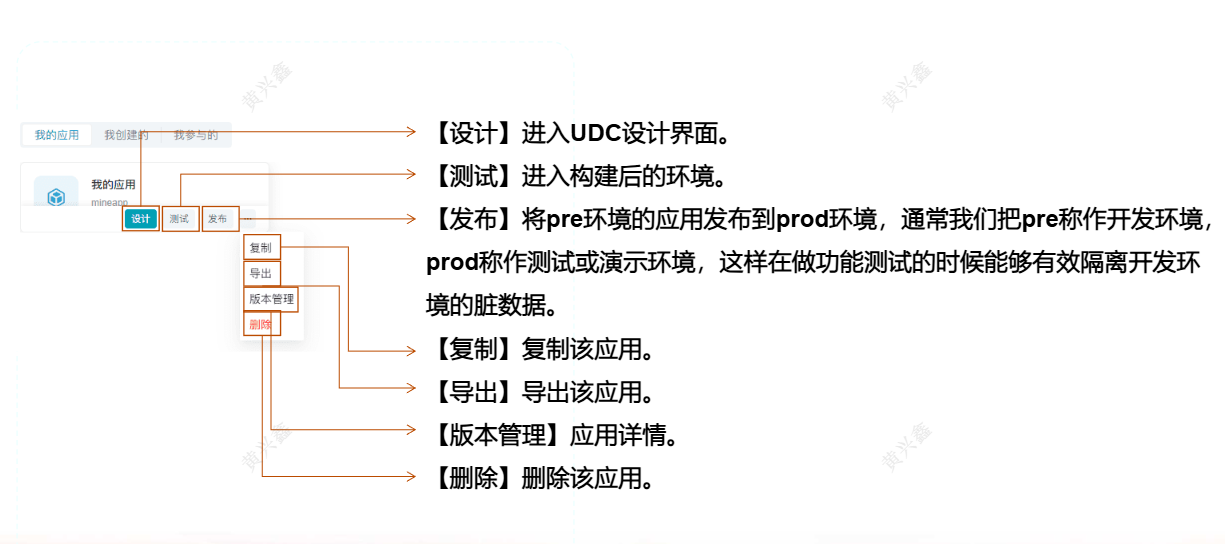 黄兴鑫
黄兴鑫
我的应用 我创建的 我参与的
我的应用
mineapp
设计 测试 发布 ...
复制
导出
版本管理
删除
【设计】进入UDC设计界面。
【测试】进入构建后的环境。
【发布】将pre环境的应用发布到prod环境，通常我们把pre称作开发环境，
prod称作测试或演示环境，这样在做功能测试的时候能够有效隔离开发环
境的脏数据。
【复制】复制该应用。
【导出】导出该应用。
【版本管理】应用详情。
【删除】删除该应用。
黄兴鑫
黄兴鑫